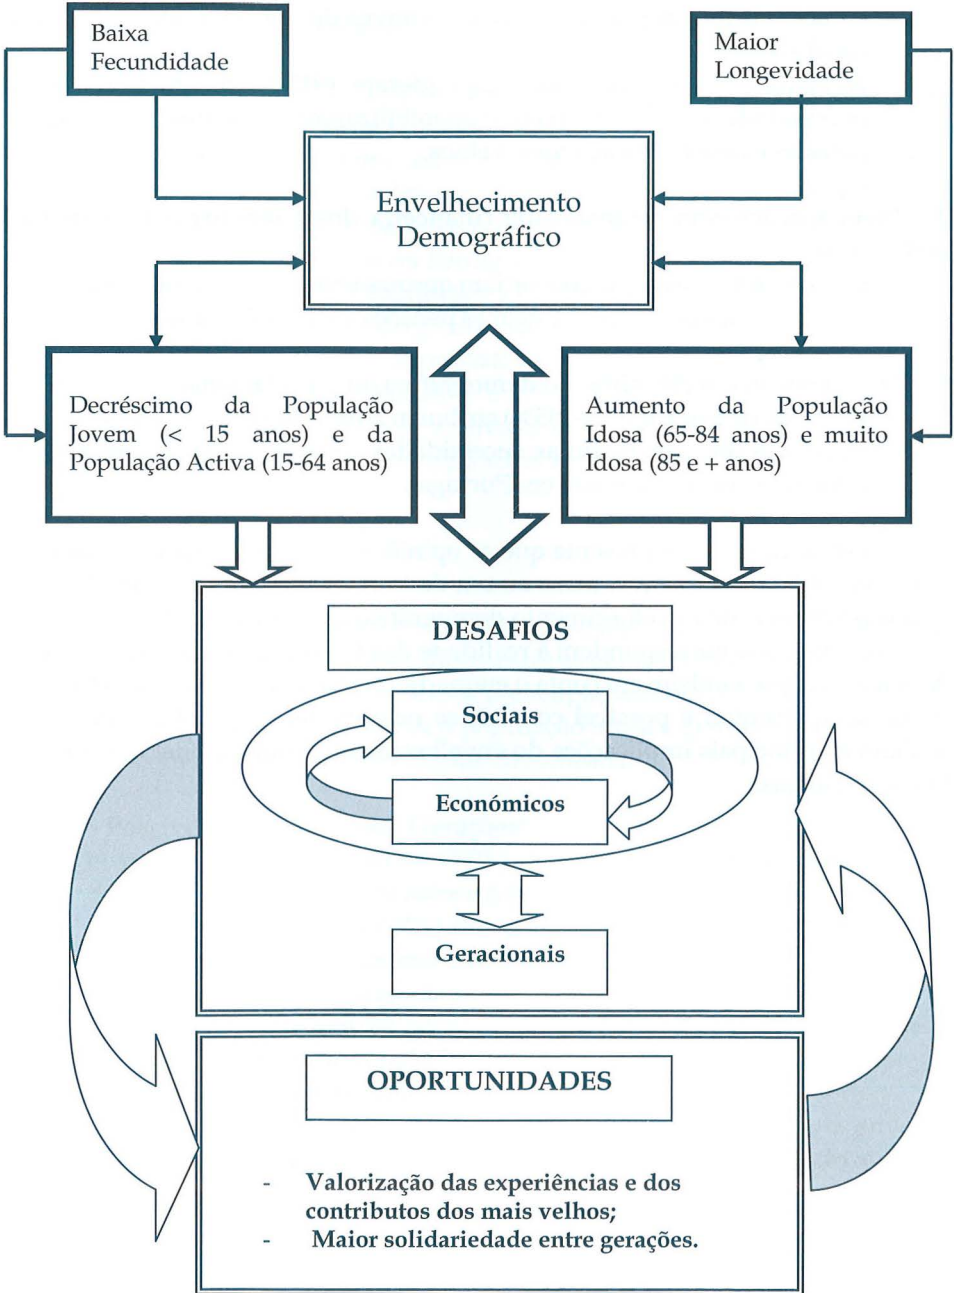 Baixa
Fecundidade
Maior
Longevidade
Envelhecimento
Demográfico
Decréscimo da População
Jovem (< 15 anos) e da
População Activa (15-64 anos)
Aumento da População
Idosa (65-84 anos) e muito
Idosa (85 e + anos)
DESAFIOS
Sociais
Económicos
Geracionais
OPORTUNIDADES
- Valorização das experiências e dos
contributos dos mais velhos;
- Maior solidariedade entre gerações.